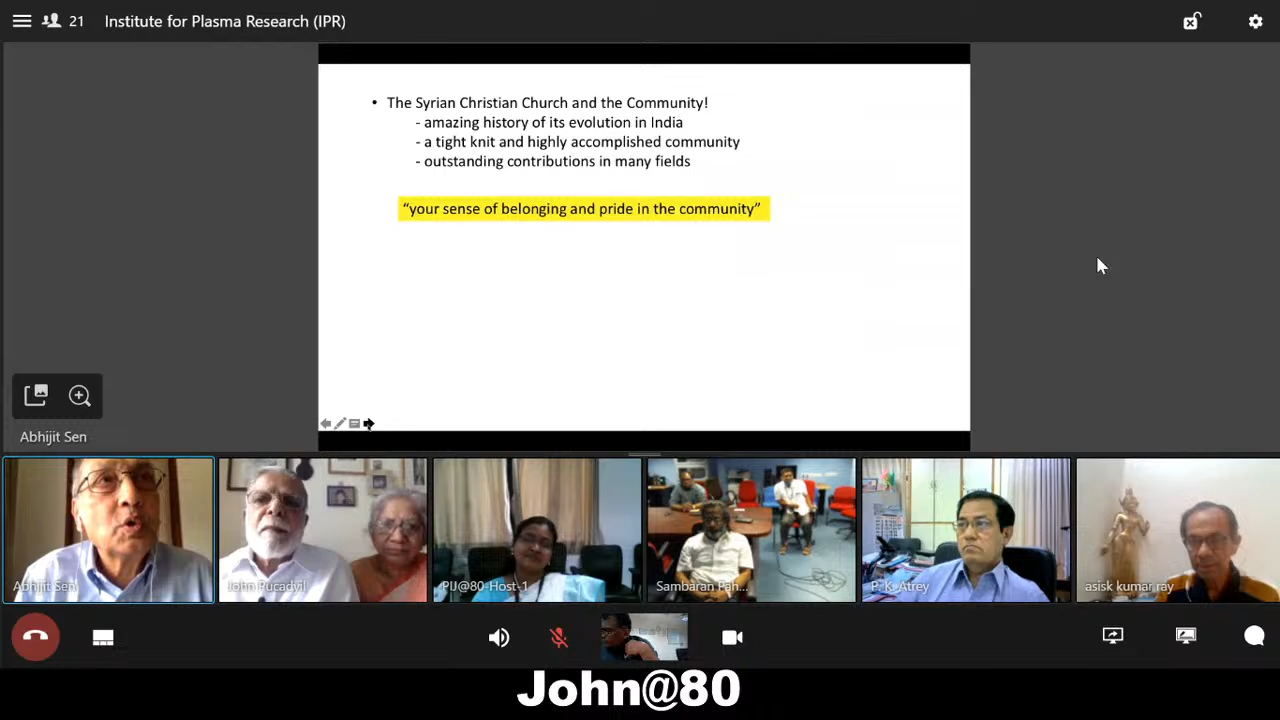 21 Institute for Plasma Research (IPR)
• The Syrian Christian Church and the Community!
- amazing history of its evolution in India
- a tight knit and highly accomplished community
- outstanding contributions in many fields
“your sense of belonging and pride in the community”
Abhijit Sen
Abhijit Sen
John Pucadyil
PIJ@80-Host-1
Sambaran Pah...
P. K. Atrey
asisk kumar ray
John@80